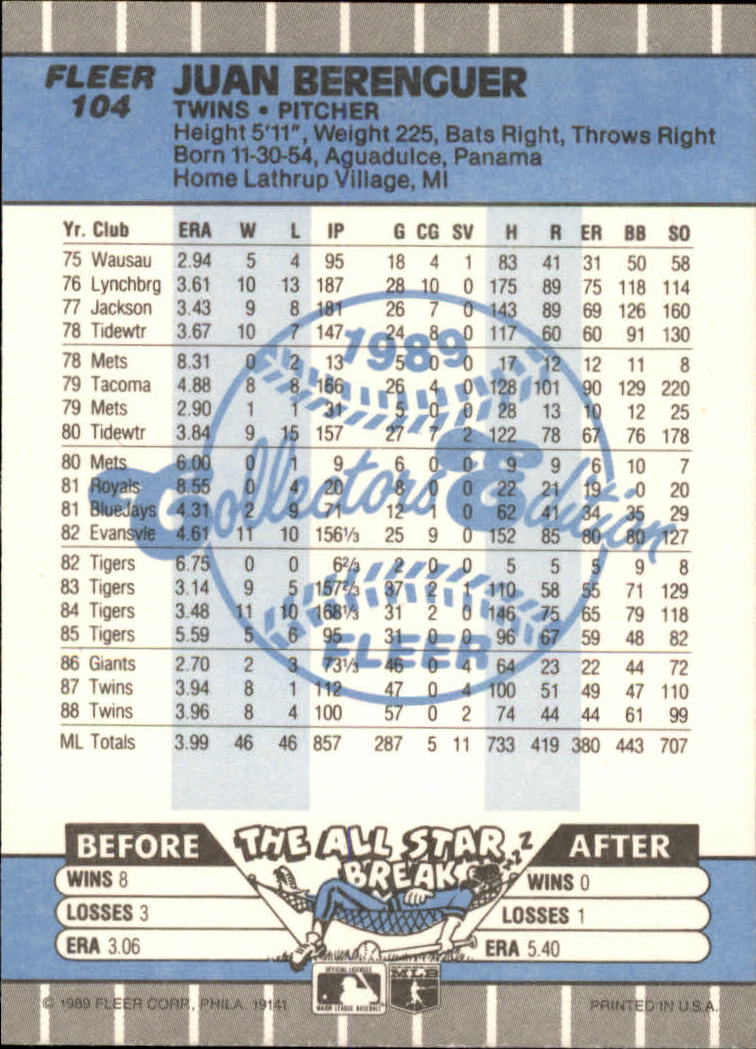 FLEER 104
JUAN BERENGUER
TWINS • PITCHER
Height 5'11", Weight 225, Bats Right, Throws Right
Born 11-30-54, Aguadulce, Panama
Home Lathrup Village, MI
Yr. Club ERA W L IP G CG SV H R ER BB SO
75 Wausau 2.94 5 4 95 18 4 1 83 41 31 50 58
76 Lynchbrg 3.61 10 13 187 28 10 0 175 89 75 118 114
77 Jackson 3.43 9 8 181 26 7 0 143 89 69 126 160
78 Tidewtr 3.67 10 7 147 24 8 0 117 60 60 91 130
78 Mets 8.31 0 2 13 5 0 0 17 12 12 11 8
79 Tacoma 4.88 8 8 166 26 4 0 128 101 90 129 220
79 Mets 2.90 1 1 31 5 0 0 28 13 10 12 25
80 Tidewtr 3.84 9 15 157 27 7 2 122 78 67 76 178
80 Mets 6.00 0 1 9 6 0 0 9 9 6 10 7
81 Royals 8.55 0 4 20 8 0 0 22 21 19 0 20
81 BlueJays 4.31 2 9 71 12 1 0 62 41 34 35 29
82 Evansvle 4.61 11 10 156⅓ 25 9 0 152 85 80 80 127
82 Tigers 6.75 0 0 6⅔ 2 0 0 5 5 5 9 8
83 Tigers 3.14 9 5 157⅔ 37 2 1 110 58 55 71 129
84 Tigers 3.48 11 10 168⅓ 31 2 0 146 75 65 79 118
85 Tigers 5.59 5 6 95 31 0 0 96 67 59 48 82
86 Giants 2.70 2 3 73⅓ 46 0 4 64 23 22 44 72
87 Twins 3.94 8 1 112 47 0 4 100 51 49 47 110
88 Twins 3.96 8 4 100 57 0 2 74 44 44 61 99
ML Totals 3.99 46 46 857 287 5 11 733 419 380 443 707
1989
Collectors' Edition
FLEER
BEFORE THE ALL STAR BREAK zzz AFTER
WINS 8 WINS 0
LOSSES 3 LOSSES 1
ERA 3.06 ERA 5.40
OFFICIAL LICENSEE
MAJOR LEAGUE BASEBALL
MLB
© 1989 FLEER CORP., PHILA. 19141 PRINTED IN U.S.A.